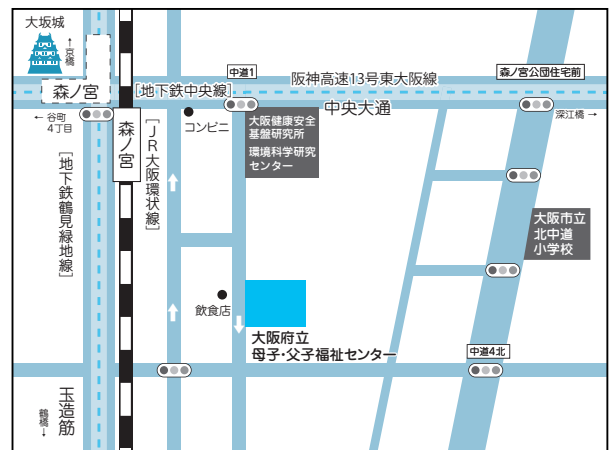 大坂城
↑京橋
森ノ宮
← 谷町
4丁目
[地下鉄中央線]
中道1
阪神高速13号東大阪線
中央大通
森ノ宮公団住宅前
深江橋 →
森ノ宮
[JR大阪環状線]
[地下鉄鶴見緑地線]
コンビニ
大阪健康安全
基盤研究所
環境科学研究
センター
大阪市立
北中道
小学校
飲食店
大阪府立
母子・父子福祉センター
中道4北
玉造筋
鶴橋→